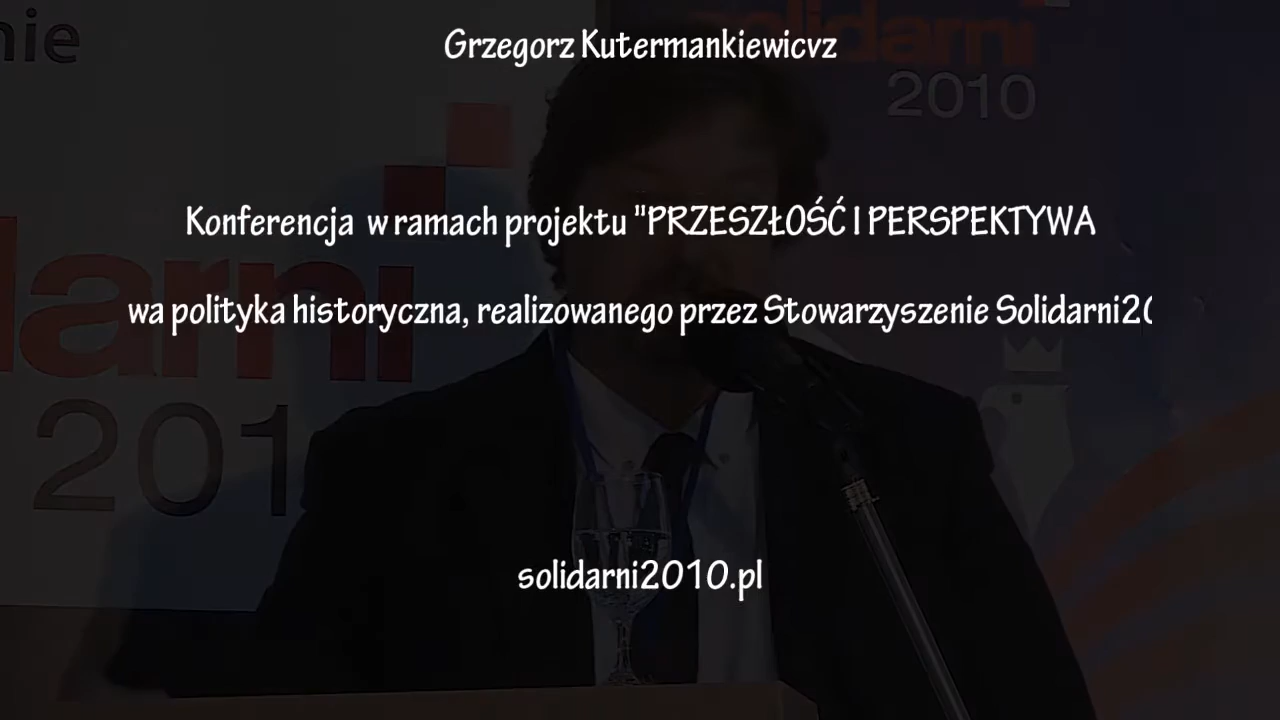 nie
solidarni
2010
Grzegorz Kutermankiewicvz
Konferencja w ramach projektu "PRZESZŁOŚĆ I PERSPEKTYWA
wa polityka historyczna, realizowanego przez Stowarzyszenie Solidarni20
darni
201
solidarni2010.pl